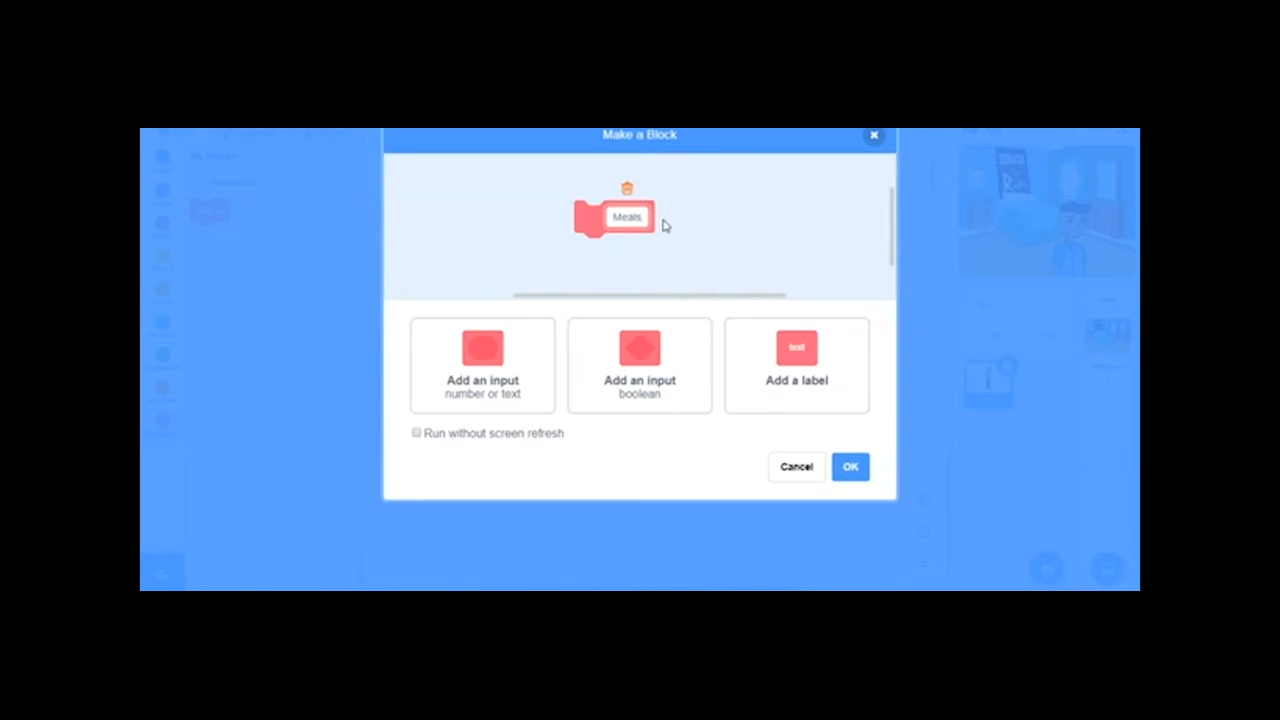 Make a Block
Meals
text
Add an input
number or text
Add an input
boolean
Add a label
Run without screen refresh
Cancel
OK